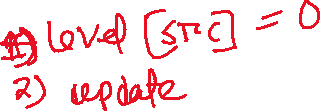 1) level [src] = 0
2) update